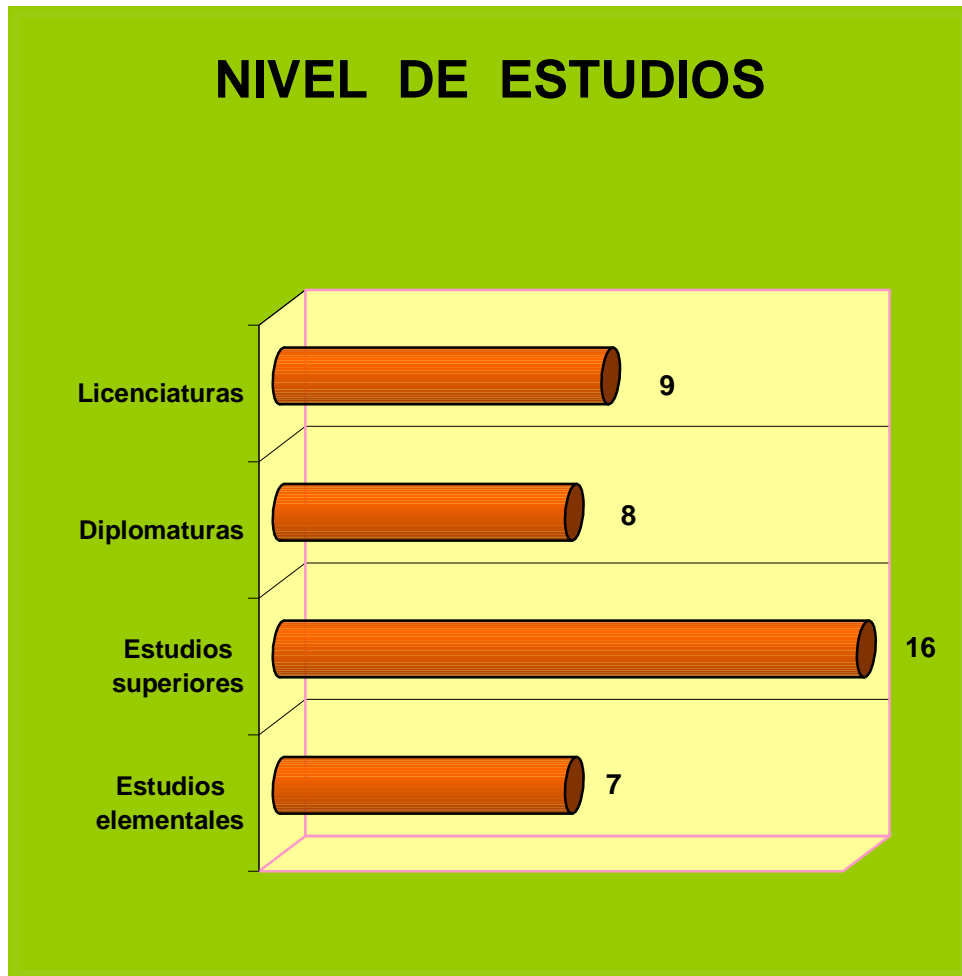 NIVEL DE ESTUDIOS
Licenciaturas
9
Diplomaturas
8
Estudios
superiores
16
Estudios
elementales
7